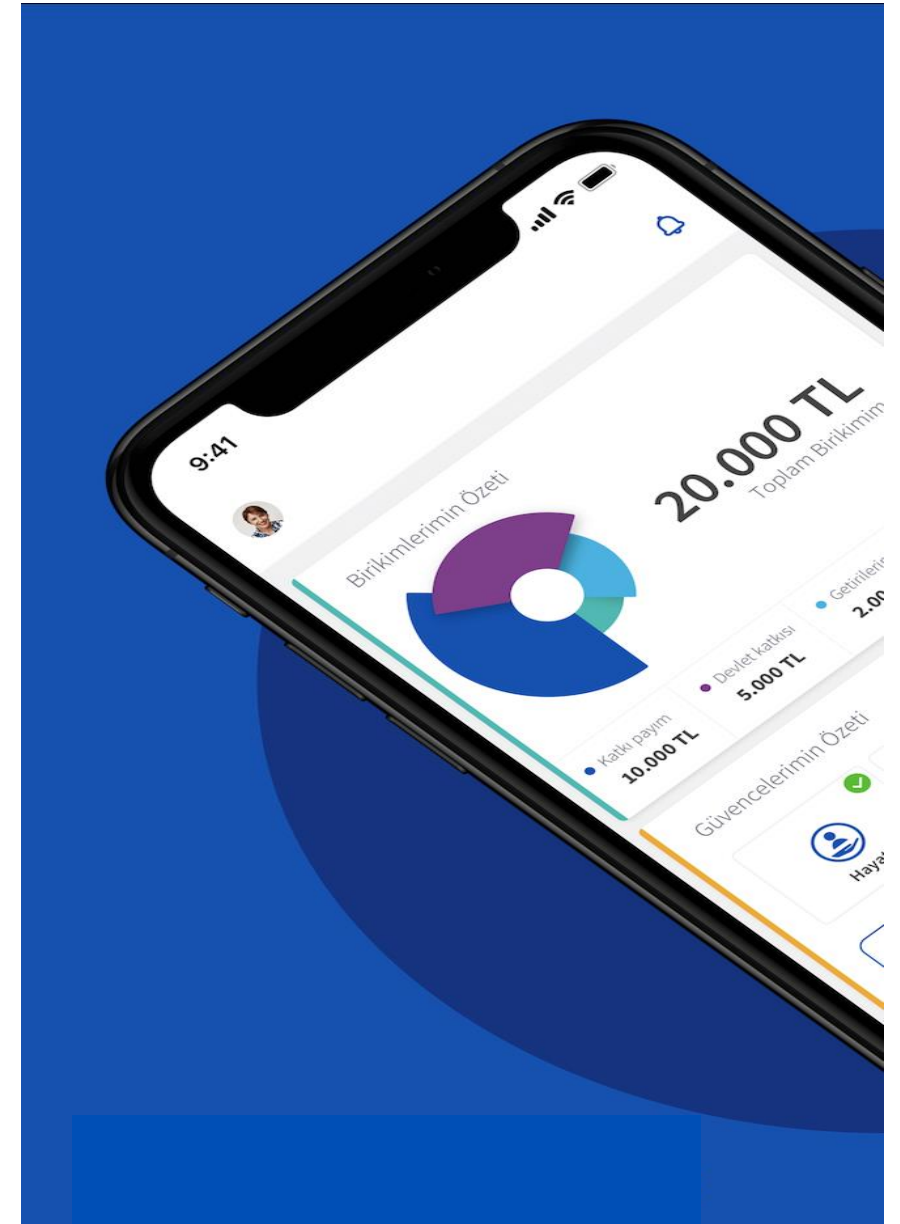 9:41
Birikimlerimin Özeti
20.000 TL
Toplam Birikimim
Katkı payım
10.000 TL
Devlet katkısı
5.000 TL
Güvencelerimin Özeti